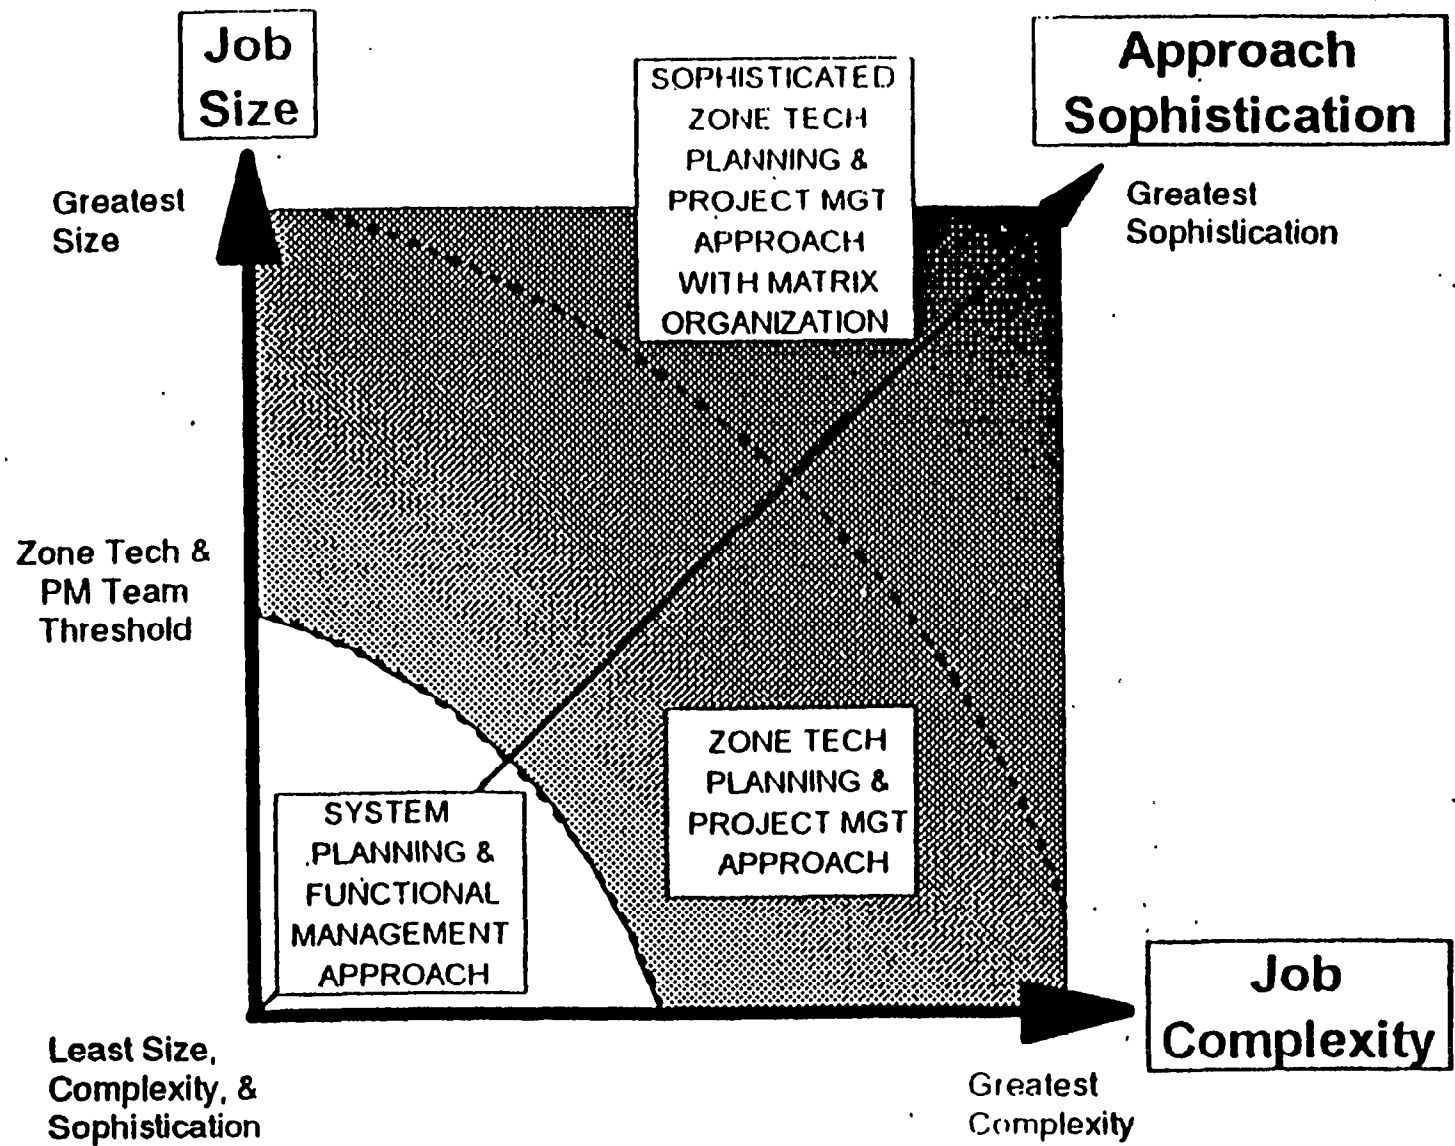 Job
Size
Approach
Sophistication
SOPHISTICATED
ZONE TECH
PLANNING &
PROJECT MGT
APPROACH
WITH MATRIX
ORGANIZATION
Greatest
Size
Greatest
Sophistication
Zone Tech &
PM Team
Threshold
ZONE TECH
PLANNING &
PROJECT MGT
APPROACH
SYSTEM
PLANNING &
FUNCTIONAL
MANAGEMENT
APPROACH
Job
Complexity
Least Size,
Complexity, &
Sophistication
Greatest
Complexity